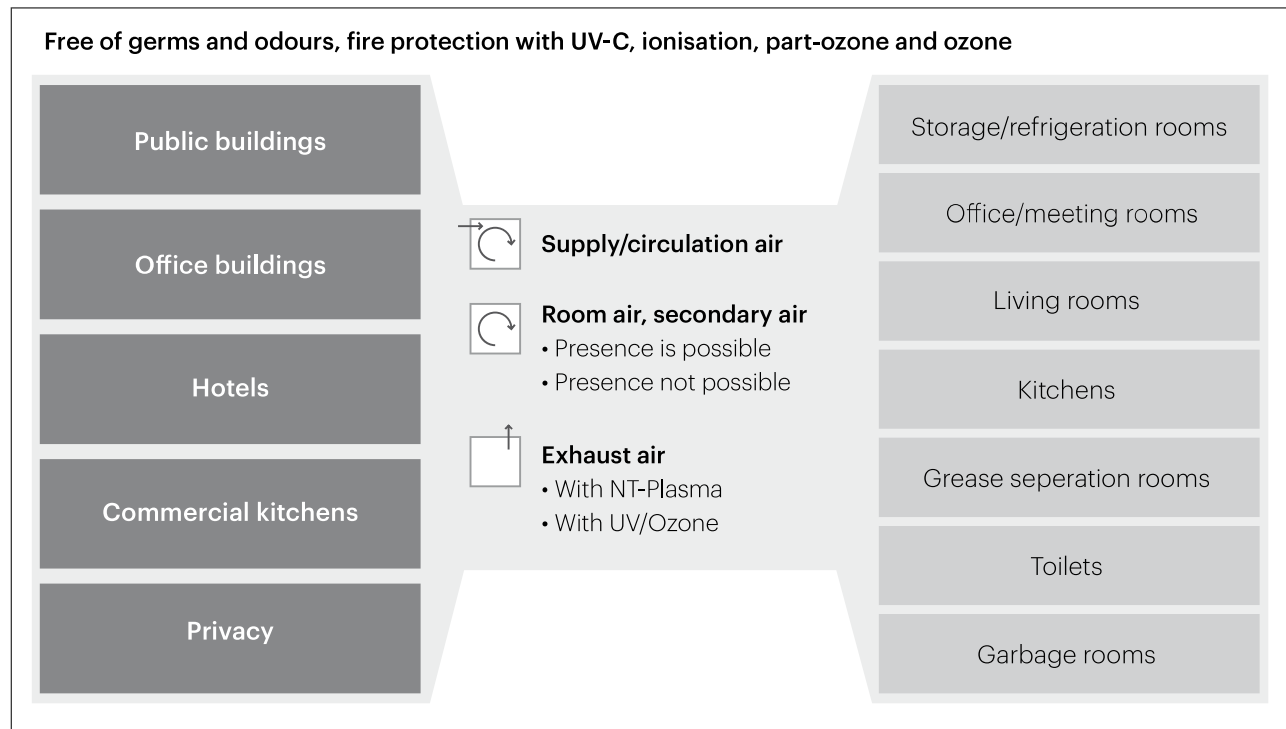 Free of germs and odours, fire protection with UV-C, ionisation, part-ozone and ozone
Public buildings
Office buildings
Hotels
Commercial kitchens
Privacy
Supply/circulation air
Room air, secondary air
• Presence is possible
• Presence not possible
Exhaust air
• With NT-Plasma
• With UV/Ozone
Storage/refrigeration rooms
Office/meeting rooms
Living rooms
Kitchens
Grease seperation rooms
Toilets
Garbage rooms